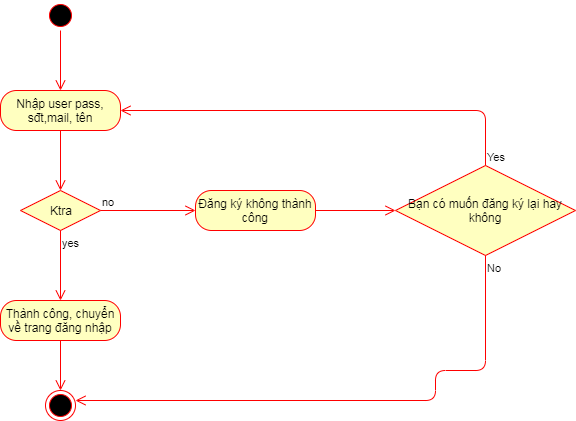 Nhập user pass,
sđt,mail, tên
Yes
Ktra
no
Đăng ký không thành
công
Bạn có muốn đăng ký lại hay
không
yes
No
Thành công, chuyển
về trang đăng nhập